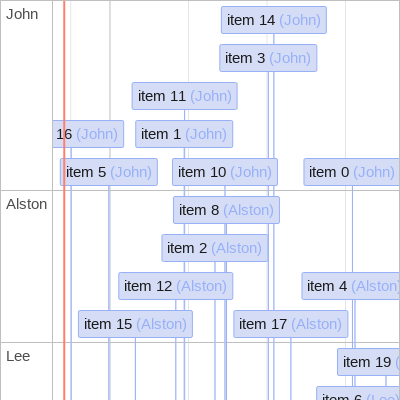 John
item 14 (John)
item 3 (John)
item 11 (John)
16 (John)
item 1 (John)
item 5 (John)
item 10 (John)
item 0 (John)
Alston
item 8 (Alston)
item 2 (Alston)
item 12 (Alston)
item 4 (Alston)
item 15 (Alston)
item 17 (Alston)
Lee
item 19 (
item 6 (Lee)